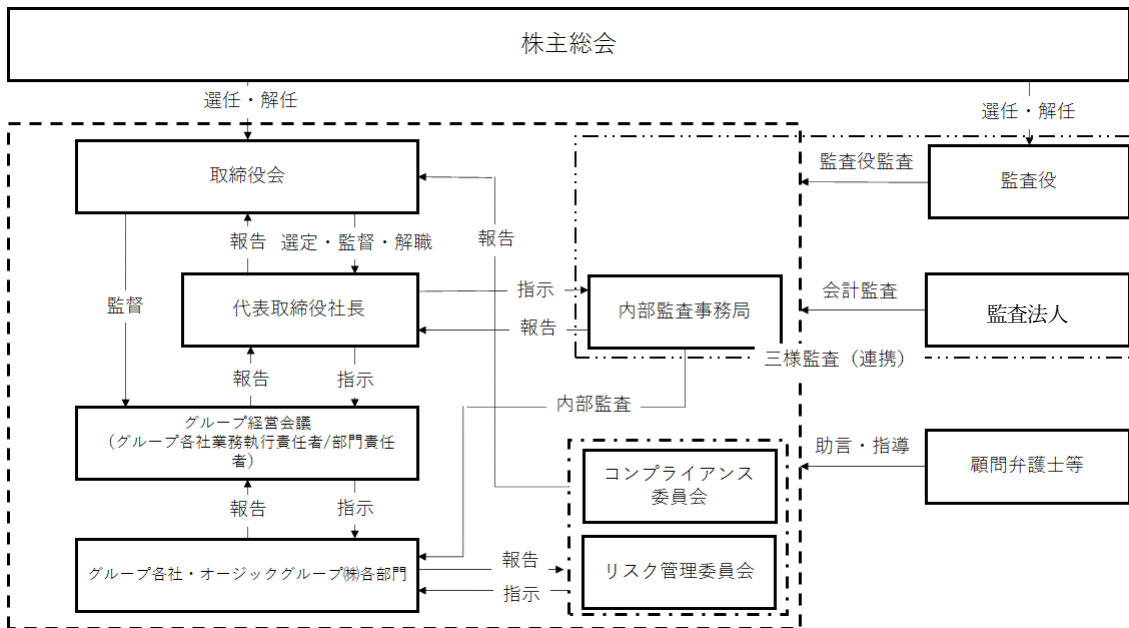 株主総会
選任・解任
選任・解任
取締役会
監査役監査
監査役
報告
選定・監督・解職
報告
監督
代表取締役社長
指示
報告
内部監査事務局
会計監査
監査法人
三様監査（連携）
報告
指示
内部監査
グループ経営会議
（グループ各社業務執行責任者/部門責任
者）
助言・指導
顧問弁護士等
コンプライアンス
委員会
報告
指示
グループ各社・オージックグループ㈱各部門
報告
指示
リスク管理委員会